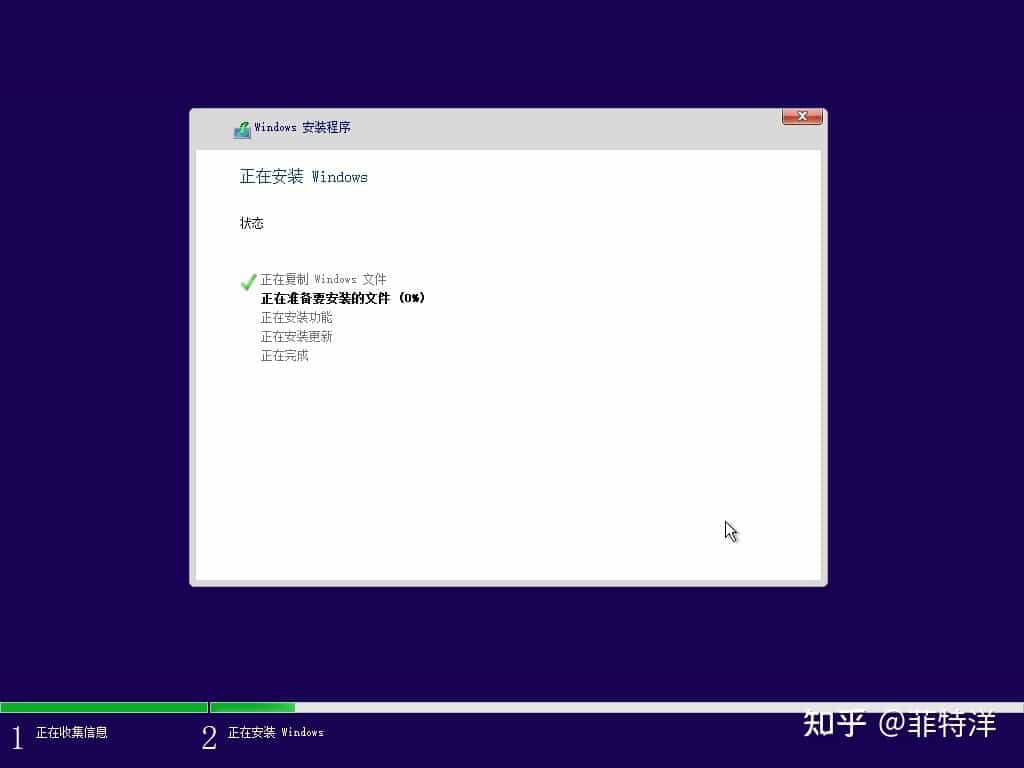 Windows 安装程序
正在安装 Windows
状态
正在复制 Windows 文件
正在准备要安装的文件 (0%)
正在安装功能
正在安装更新
正在完成
1 正在收集信息
2 正在安装 Windows
知乎 @菲特洋